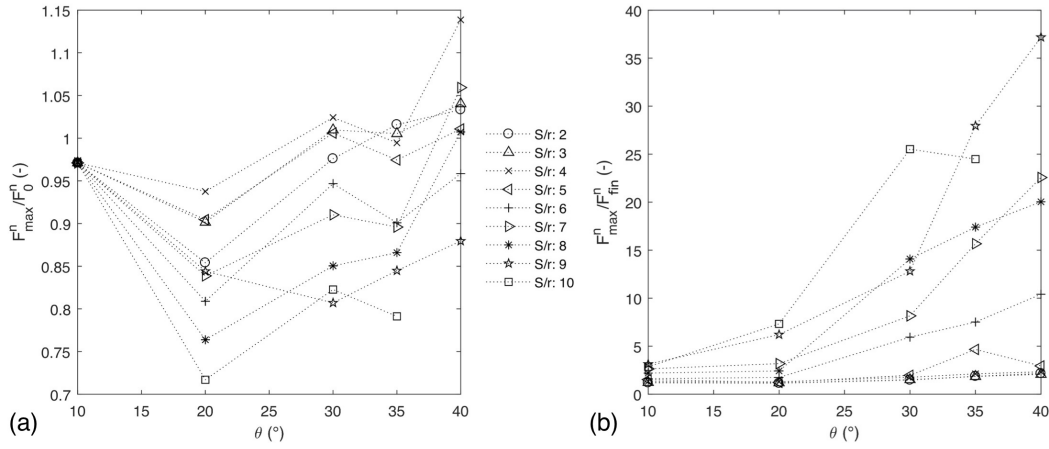 1.15
1.1
1.05
1
0.95
0.9
0.85
0.8
0.75
0.7
F^n_max/F^n_0 (-)
10 15 20 25 30 35 40
θ (°)
(a)
S/r: 2
S/r: 3
S/r: 4
S/r: 5
S/r: 6
S/r: 7
S/r: 8
S/r: 9
S/r: 10
40
35
30
25
20
15
10
5
0
F^n_max/F^n_fin (-)
10 15 20 25 30 35 40
θ (°)
(b)